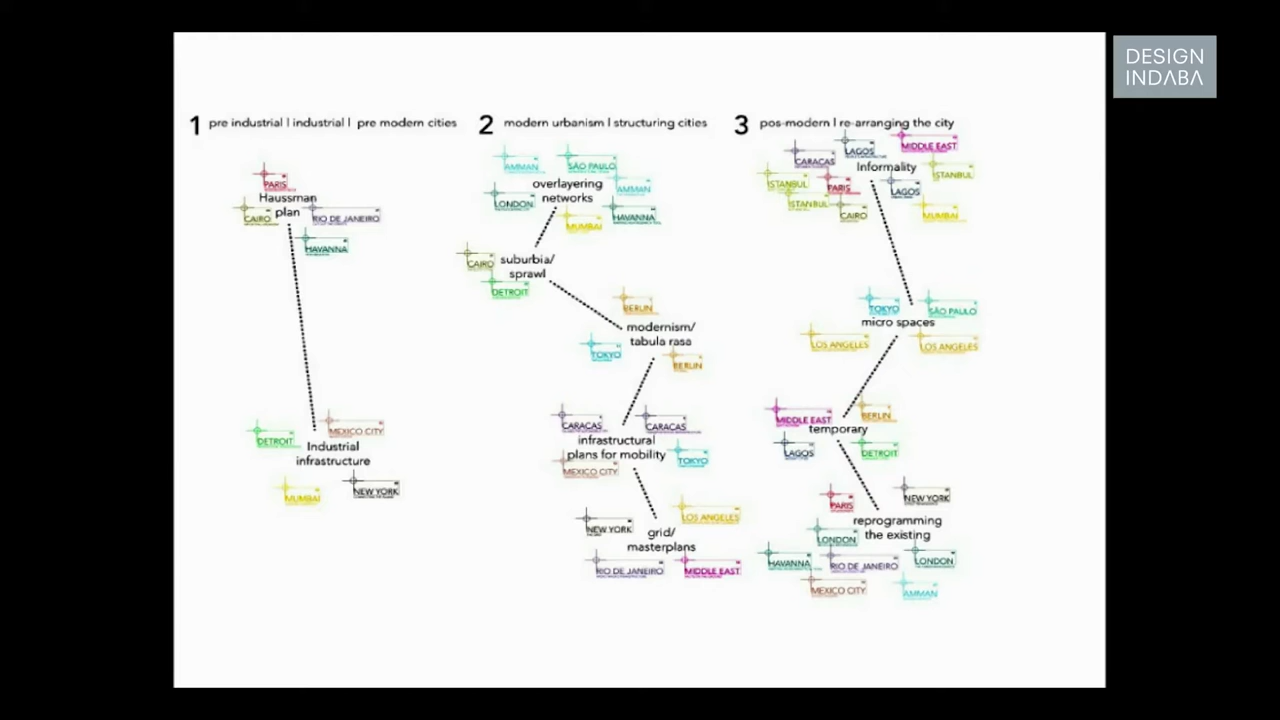 DESIGN
INDABA
1 pre industrial | industrial | pre modern cities
PARIS
Haussman
plan
CAIRO
RIO DE JANEIRO
HAVANNA
DETROIT
MEXICO CITY
Industrial
infrastructure
MUMBAI
NEW YORK
2 modern urbanism | structuring cities
AMMAN
SÃO PAULO
overlayering
networks
AMMAN
LONDON
MUMBAI
HAVANNA
CAIRO
suburbia/
sprawl
DETROIT
BERLIN
modernism/
tabula rasa
TOKYO
BERLIN
CARACAS
CARACAS
infrastructural
plans for mobility
TOKYO
MEXICO CITY
LOS ANGELES
NEW YORK
grid/
masterplans
RIO DE JANEIRO
MIDDLE EAST
3 pos-modern | re-arranging the city
MIDDLE EAST
LAGOS
CARACAS
Informality
ISTANBUL
ISTANBUL
PARIS
LAGOS
ISTANBUL
CAIRO
MUMBAI
TOKYO
SÃO PAULO
micro spaces
LOS ANGELES
LOS ANGELES
MIDDLE EAST
BERLIN
temporary
LAGOS
DETROIT
PARIS
NEW YORK
reprogramming
the existing
LONDON
HAVANNA
RIO DE JANEIRO
LONDON
MEXICO CITY
AMMAN